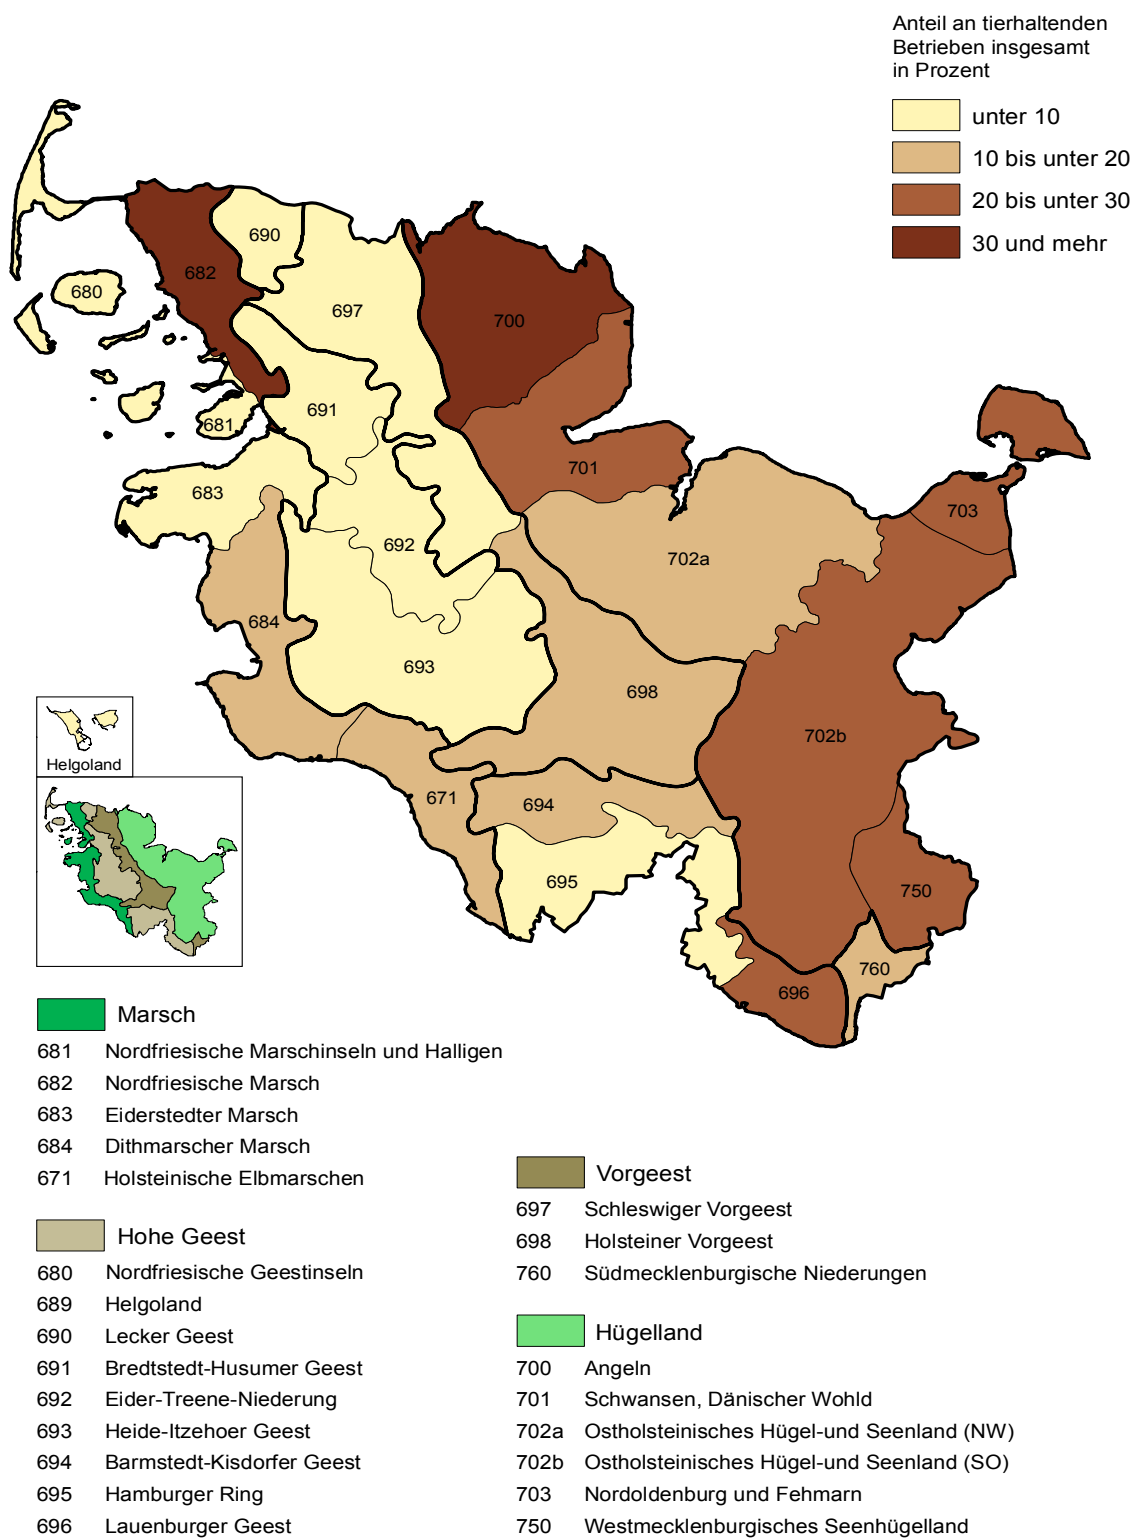 Anteil an tierhaltenden
Betrieben insgesamt
in Prozent
unter 10
10 bis unter 20
20 bis unter 30
30 und mehr
690
682
680
697
700
691
681
701
683
703
692
702a
684
693
698
702b
671
694
695
750
760
696
Helgoland
Marsch
681 Nordfriesische Marschinseln und Halligen
682 Nordfriesische Marsch
683 Eiderstedter Marsch
684 Dithmarscher Marsch
671 Holsteinische Elbmarschen
Hohe Geest
680 Nordfriesische Geestinseln
689 Helgoland
690 Lecker Geest
691 Bredtstedt-Husumer Geest
692 Eider-Treene-Niederung
693 Heide-Itzehoer Geest
694 Barmstedt-Kisdorfer Geest
695 Hamburger Ring
696 Lauenburger Geest
Vorgeest
697 Schleswiger Vorgeest
698 Holsteiner Vorgeest
760 Südmecklenburgische Niederungen
Hügelland
700 Angeln
701 Schwansen, Dänischer Wohld
702a Ostholsteinisches Hügel-und Seenland (NW)
702b Ostholsteinisches Hügel-und Seenland (SO)
703 Nordoldenburg und Fehmarn
750 Westmecklenburgisches Seenhügelland